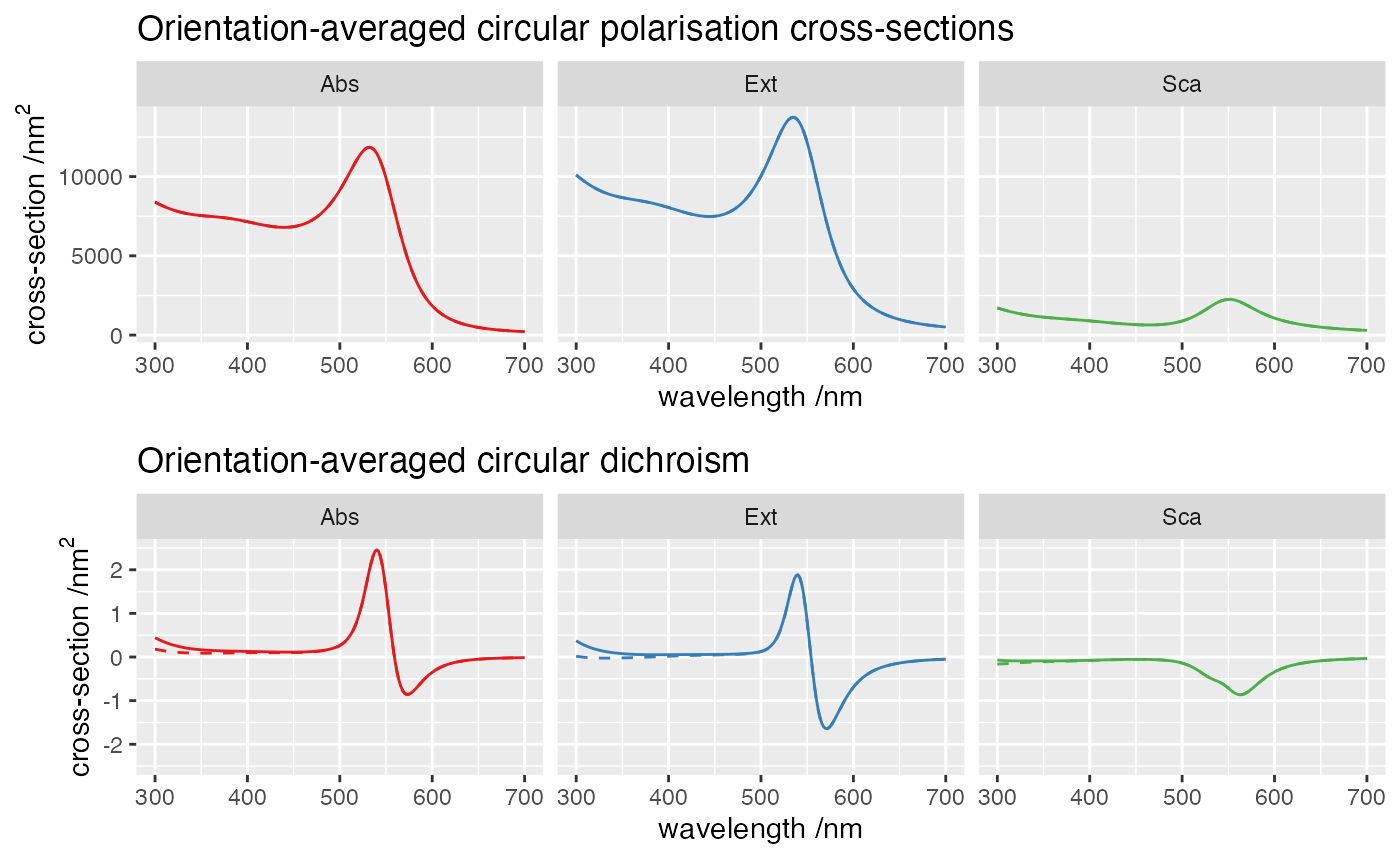 Orientation-averaged circular polarisation cross-sections
Abs Ext Sca
cross-section /nm²
10000
5000
0
300 400 500 600 700 300 400 500 600 700 300 400 500 600 700
wavelength /nm
Orientation-averaged circular dichroism
Abs Ext Sca
cross-section /nm²
2
1
0
-1
-2
300 400 500 600 700 300 400 500 600 700 300 400 500 600 700
wavelength /nm